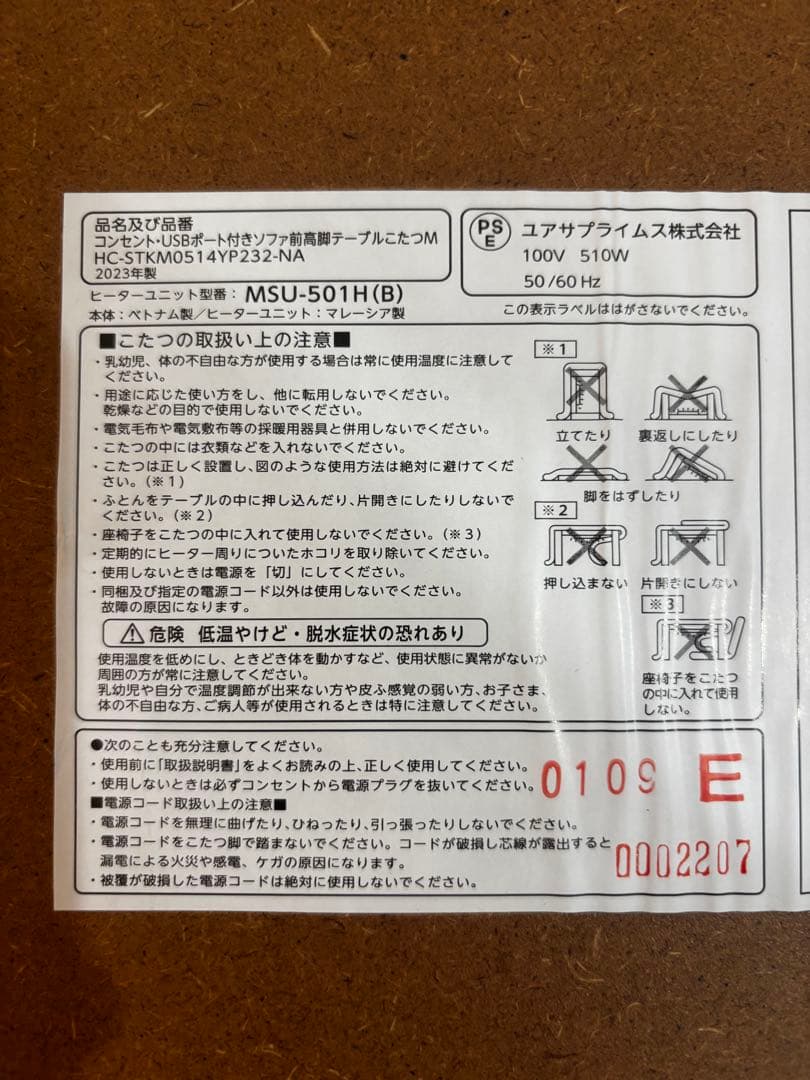 品名及び品番
コンセント・USBポート付きソファ前高脚テーブルこたつM
HC-STKM0514YP232-NA
2023年製
ヒーターユニット型番： MSU-501H(B)
本体：ベトナム製／ヒーターユニット：マレーシア製
PS
E
ユアサプライムス株式会社
100V 510W
50/60Hz
この表示ラベルははがさないでください。
■こたつの取扱い上の注意■
・乳幼児、体の不自由な方が使用する場合は常に使用温度に注意して
ください。
・用途に応じた使い方をし、他に転用しないでください。
乾燥などの目的で使用しないでください。
・電気毛布や電気敷布等の採暖用器具と併用しないでください。
・こたつの中には衣類などを入れないでください。
・こたつは正しく設置し、図のような使用方法は絶対に避けてくだ
さい。（※１）
・ふとんをテーブルの中に押し込んだり、片開きにしたりしないで
ください。（※２）
・座椅子をこたつの中に入れて使用しないでください。（※３）
・定期的にヒーター周りについたホコリを取り除いてください。
・使用しないときは電源を「切」にしてください。
・同梱及び指定の電源コード以外は使用しないでください。
故障の原因になります。
⚠危険 低温やけど・脱水症状の恐れあり
使用温度を低めにし、ときどき体を動かすなど、使用状態に異常がないか
周囲の方が常に注意してください。
乳幼児や自分で温度調節が出来ない方や皮ふ感覚の弱い方、お子さま、
体の不自由な方、ご病人等が使用されるときは特に注意してください。
※１
立てたり
裏返しにしたり
脚をはずしたり
※２
押し込まない
片開きにしない
※３
座椅子をこたつ
の中に入れて使用
しない。
●次のことも充分注意してください。
・使用前に「取扱説明書」をよくお読みの上、正しく使用してください。
・使用しないときは必ずコンセントから電源プラグを抜いてください。
0109 E
■電源コード取扱い上の注意■
・電源コードを無理に曲げたり、ひねったり、引っ張ったりしないでください。
・電源コードをこたつ脚で踏まないでください。コードが破損し芯線が露出すると
漏電による火災や感電、ケガの原因になります。
・被覆が破損した電源コードは絶対に使用しないでください。
0002207